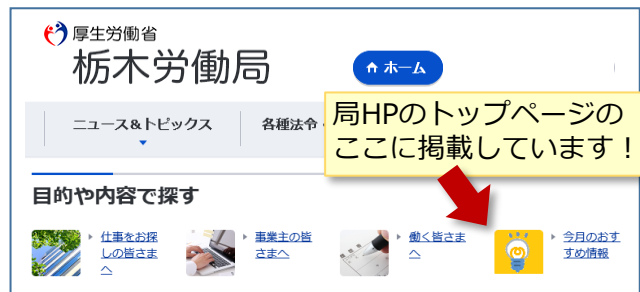 厚生労働省
栃木労働局
ホーム
ニュース&トピックス
各種法令
局HPのトップページの
ここに掲載しています！
目的や内容で探す
仕事をお探
しの皆さま
へ
事業主の皆
さまへ
働く皆さま
へ
今月のおす
すめ情報